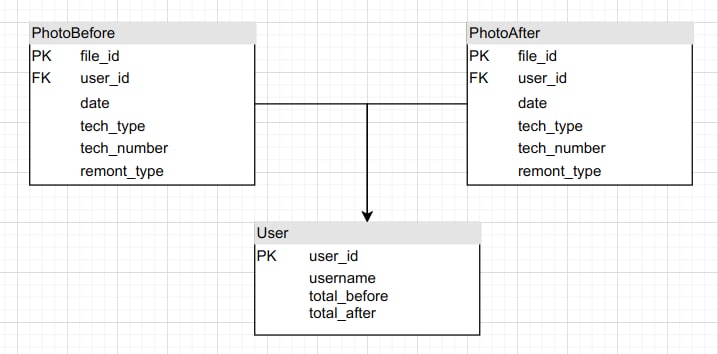 PhotoBefore
PK file_id
FK user_id
date
tech_type
tech_number
remont_type
PhotoAfter
PK file_id
FK user_id
date
tech_type
tech_number
remont_type
User
PK user_id
username
total_before
total_after